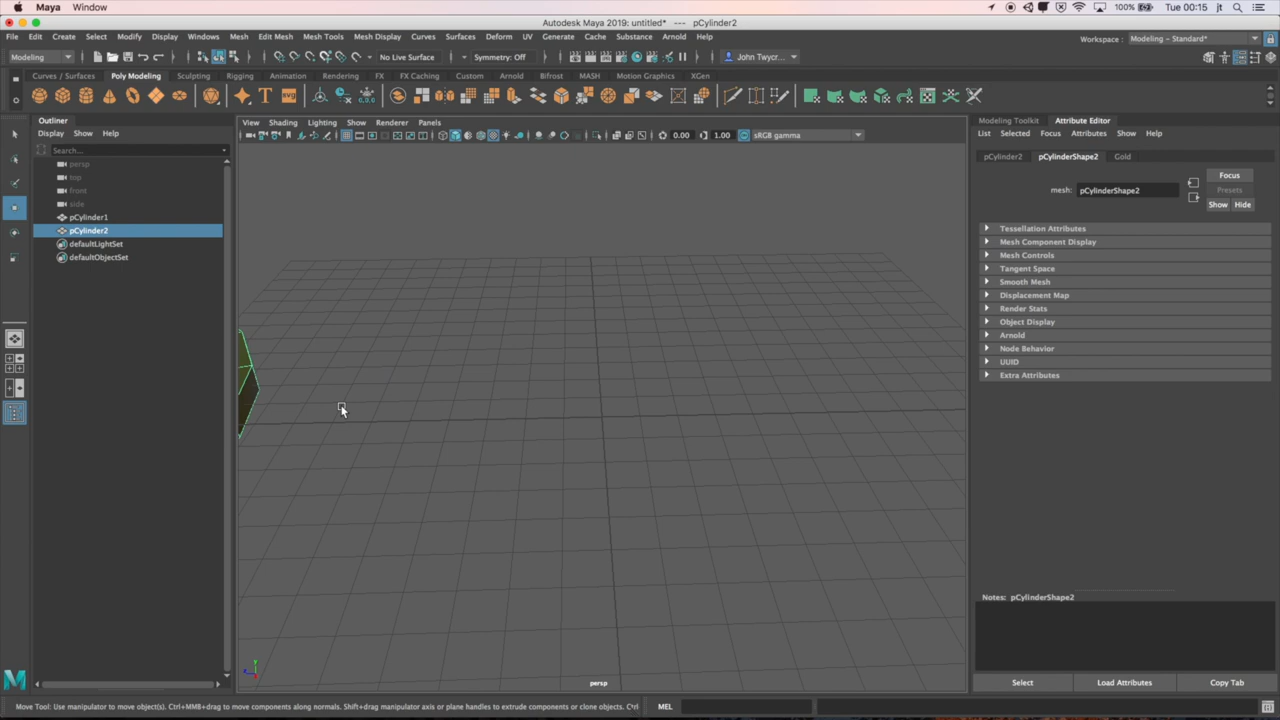 Maya Window 100% Tue 00:15 jt
Autodesk Maya 2019: untitled* --- pCylinder2
File Edit Create Select Modify Display Windows Mesh Edit Mesh Mesh Tools Mesh Display Curves Surfaces Deform UV Generate Cache Substance Arnold Help
Workspace : Modeling - Standard*
Modeling No Live Surface Symmetry: Off John Twycr...
Curves / Surfaces Poly Modeling Sculpting Rigging Animation Rendering FX FX Caching Custom Arnold Bifrost MASH Motion Graphics XGen
Outliner
Display Show Help
Search...
persp
top
front
side
pCylinder1
pCylinder2
defaultLightSet
defaultObjectSet
View Shading Lighting Show Renderer Panels
0.00 1.00 sRGB gamma
persp
Modeling Toolkit Attribute Editor
List Selected Focus Attributes Show Help
pCylinder2 pCylinderShape2 Gold
mesh: pCylinderShape2
Focus
Presets
Show Hide
Tessellation Attributes
Mesh Component Display
Mesh Controls
Tangent Space
Smooth Mesh
Displacement Map
Render Stats
Object Display
Arnold
Node Behavior
UUID
Extra Attributes
Notes: pCylinderShape2
Select Load Attributes Copy Tab
Move Tool: Use manipulator to move object(s). Ctrl+MMB+drag to move components along normals. Shift+drag manipulator axis or plane handles to extrude components or clone objects. MEL